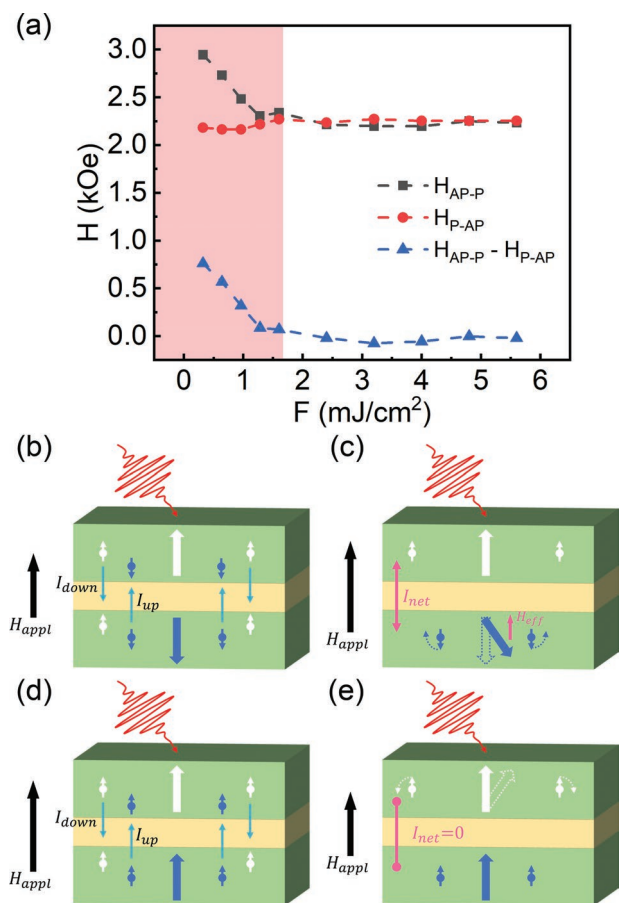 (a)
3.0
2.5
2.0
1.5
1.0
0.5
0.0
H (kOe)
H_AP-P
H_P-AP
H_AP-P - H_P-AP
0 1 2 3 4 5 6
F (mJ/cm²)
(b)
I_down
I_up
H_appl
(c)
I_net
H_eff
H_appl
(d)
I_down
I_up
H_appl
(e)
I_net=0
H_appl